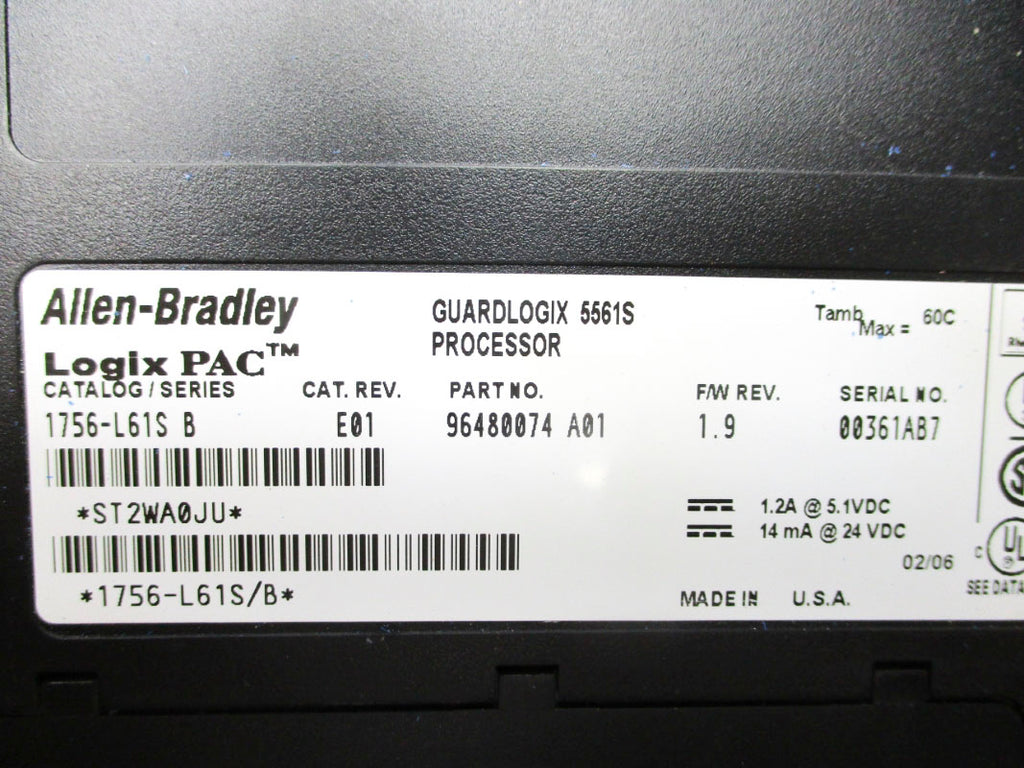 Allen-Bradley
Logix PAC™
GUARDLOGIX 5561S
PROCESSOR
Tamb Max = 60C
CATALOG / SERIES CAT. REV. PART NO. F/W REV. SERIAL NO.
1756-L61S B E01 96480074 A01 1.9 00361AB7
*ST2WA0JU*
1.2A @ 5.1VDC
14 mA @ 24 VDC
02/06
*1756-L61S/B*
MADE IN U.S.A.
C UL
SEE DATA